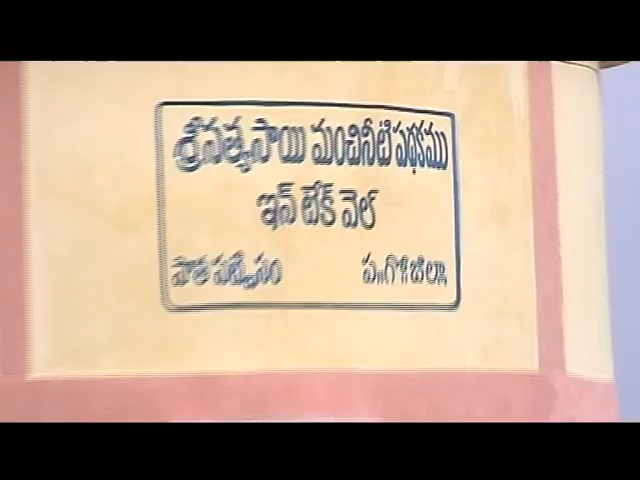 శ్రీసత్యసాయి మంచినీటి పథకము
ఇన్ టేక్ వెల్
పాత పట్టిసం ప.గో.జిల్లా